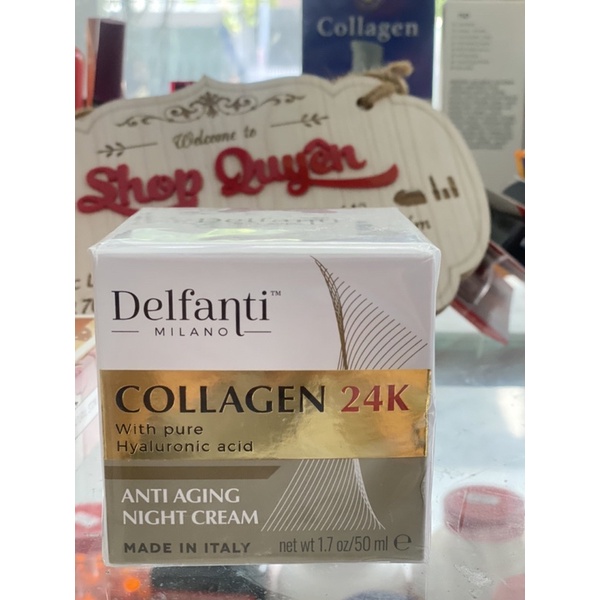 Collagen
Welcome to
Shop Quyên
Delfanti
Delfanti™
MILANO
COLLAGEN 24K
With pure
Hyaluronic acid
ANTI AGING
NIGHT CREAM
MADE IN ITALY net wt 1.7 oz/50 ml ℮